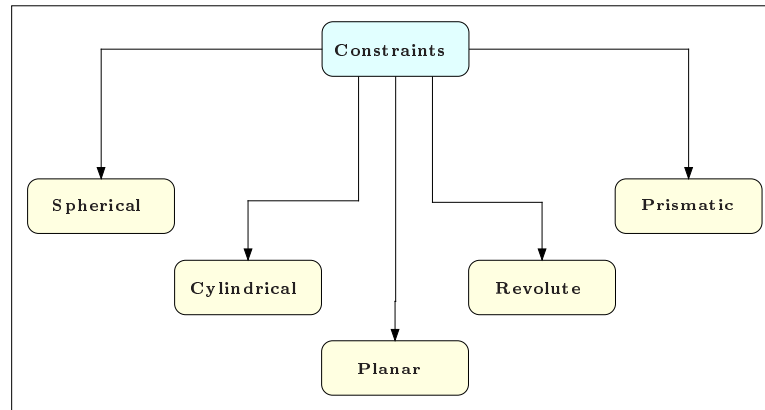 Constraints
Spherical
Prismatic
Cylindrical
Revolute
Planar